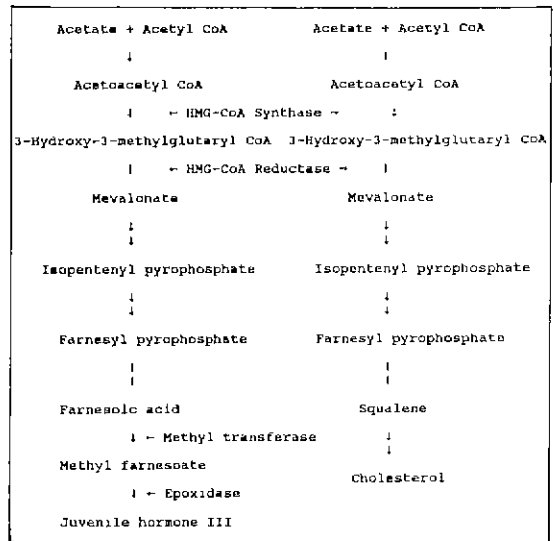 Acetate + Acetyl CoA Acetate + Acetyl CoA
↓ ↓
Acetoacetyl CoA Acetoacetyl CoA
↓ ← HMG-CoA Synthase → ↓
3-Hydroxy-3-methylglutaryl CoA 3-Hydroxy-3-methylglutaryl CoA
↓ ← HMG-CoA Reductase → ↓
Mevalonate Mevalonate
↓ ↓
↓ ↓
Isopentenyl pyrophosphate Isopentenyl pyrophosphate
↓ ↓
↓ ↓
Farnesyl pyrophosphate Farnesyl pyrophosphate
↓ ↓
↓ ↓
Farnesoic acid Squalene
↓ ← Methyl transferase ↓
↓
Methyl farnesoate Cholesterol
↓ ← Epoxidase
Juvenile hormone III